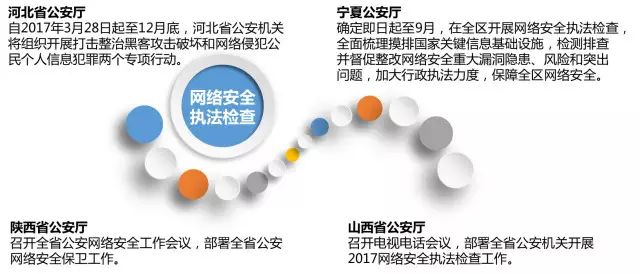 河北省公安厅
自2017年3月28日起至12月底，河北省公安机关
将组织开展打击整治黑客攻击破坏和网络侵犯公
民个人信息犯罪两个专项行动。
宁夏公安厅
确定即日起至9月，在全区开展网络安全执法检查，
全面梳理摸排国家关键信息基础设施，检测排查
并督促整改网络安全重大漏洞隐患、风险和突出
问题，加大行政执法力度，保障全区网络安全。
网络安全
执法检查
陕西省公安厅
召开全省公安网络安全工作会议，部署全省公安
网络安全保卫工作。
山西省公安厅
召开电视电话会议，部署全省公安机关开展
2017网络安全执法检查工作。